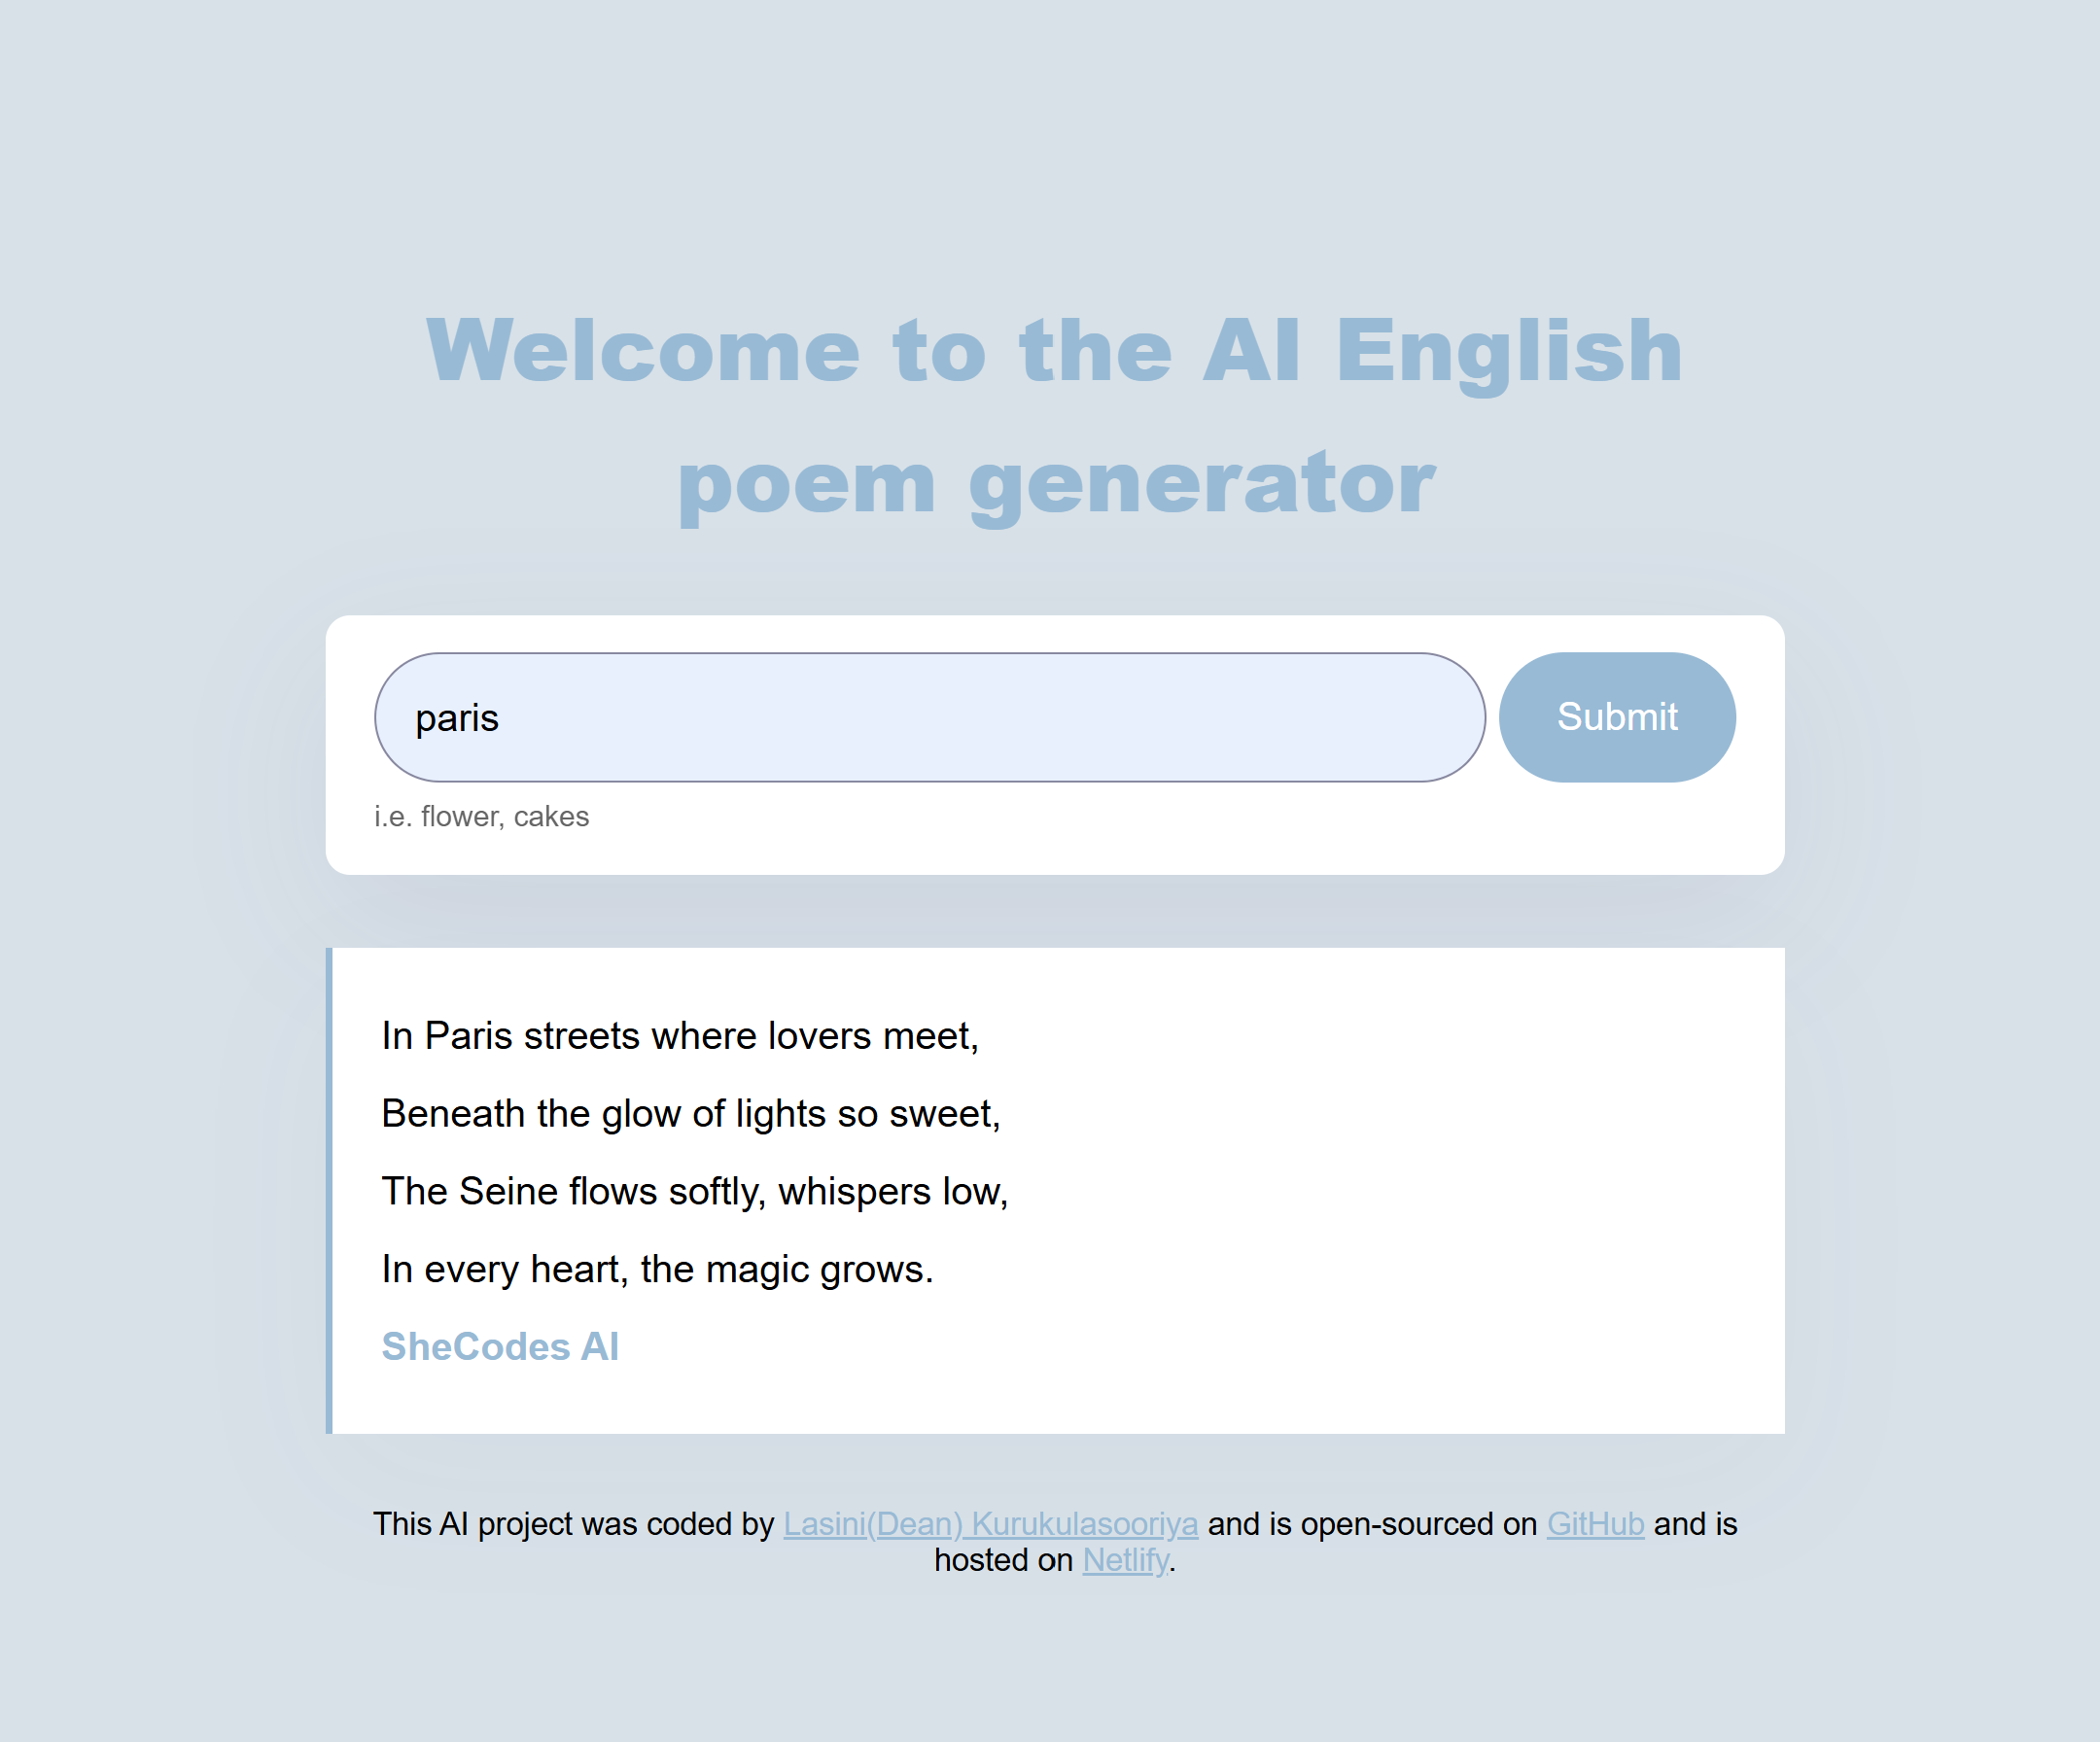 Welcome to the AI English
poem generator
paris
Submit
i.e. flower, cakes
In Paris streets where lovers meet,
Beneath the glow of lights so sweet,
The Seine flows softly, whispers low,
In every heart, the magic grows.
SheCodes AI
This AI project was coded by Lasini(Dean) Kurukulasooriya and is open-sourced on GitHub and is
hosted on Netlify.